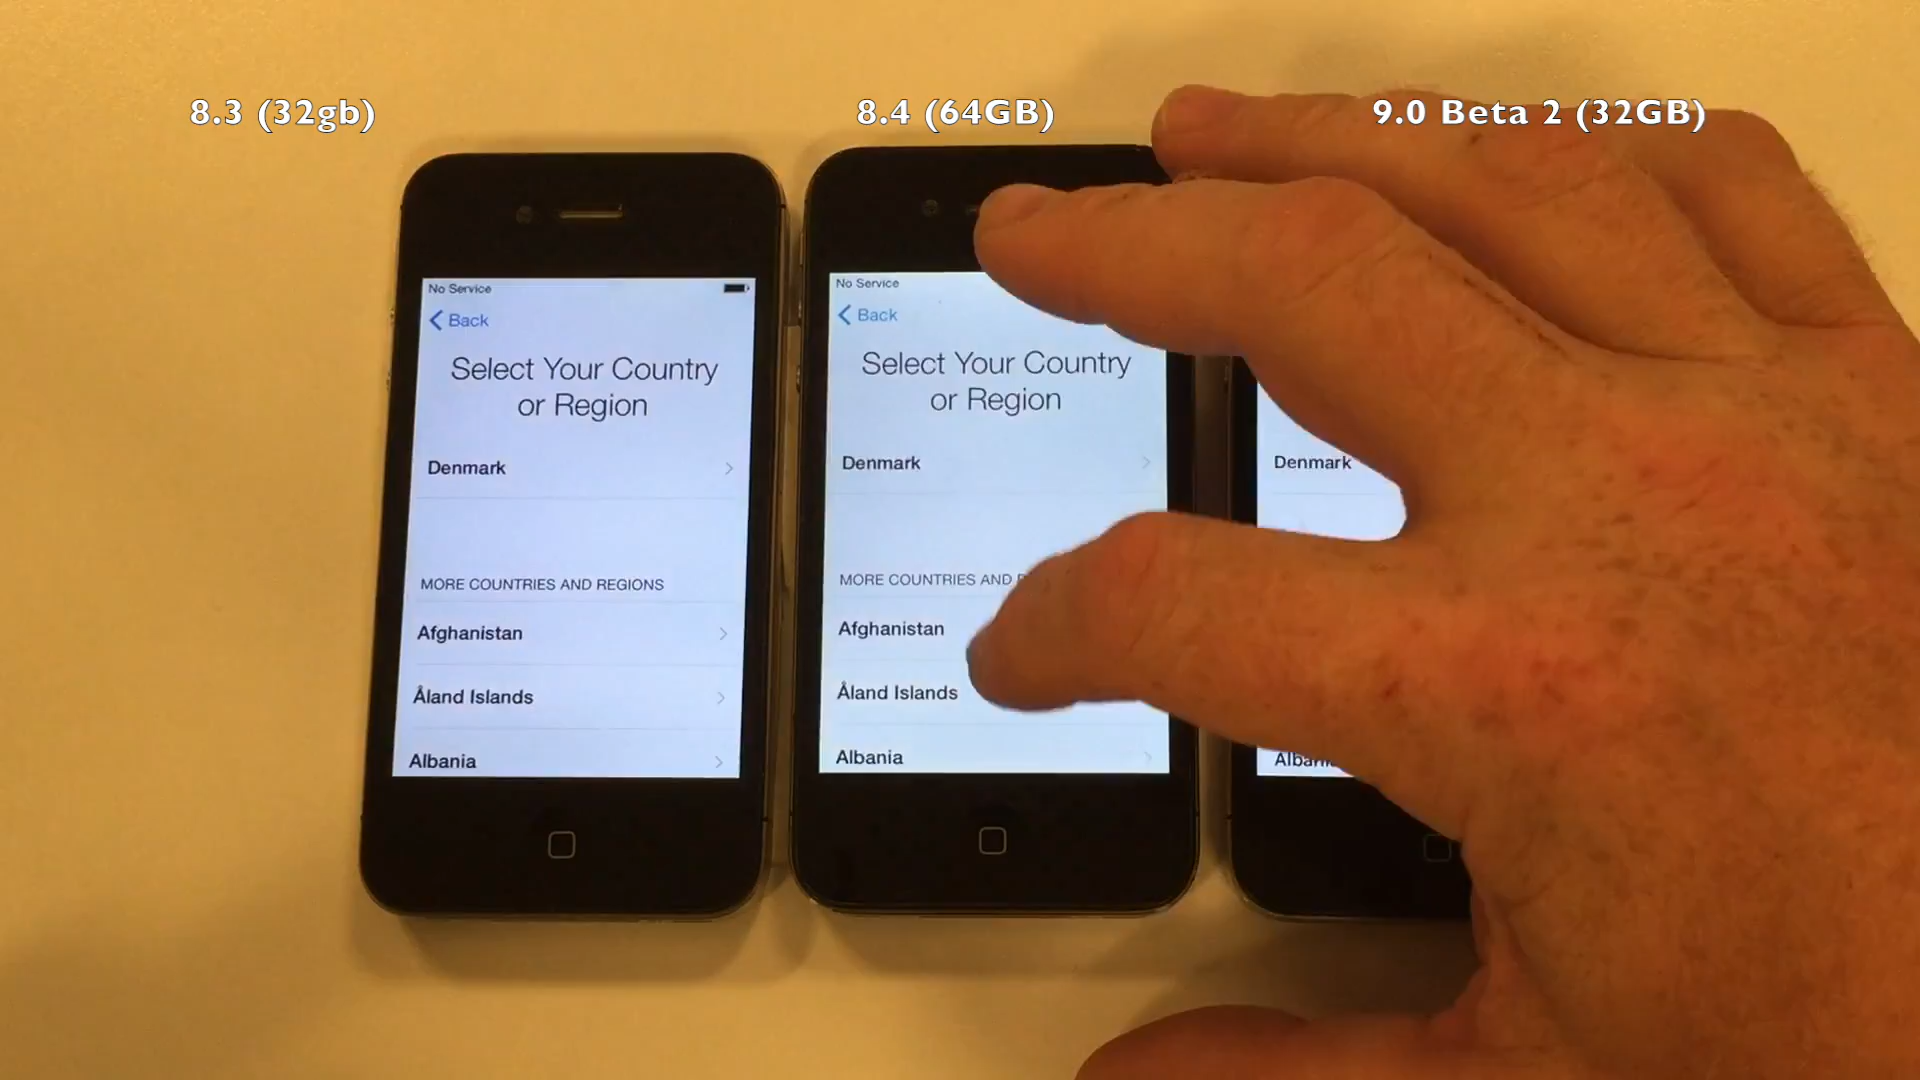 8.3 (32gb)
8.4 (64GB)
9.0 Beta 2 (32GB)
No Service
Back
Select Your Country
or Region
Denmark
MORE COUNTRIES AND REGIONS
Afghanistan
Åland Islands
Albania
No Service
Back
Select Your Country
or Region
Denmark
MORE COUNTRIES AND
Afghanistan
Åland Islands
Albania
Denmark